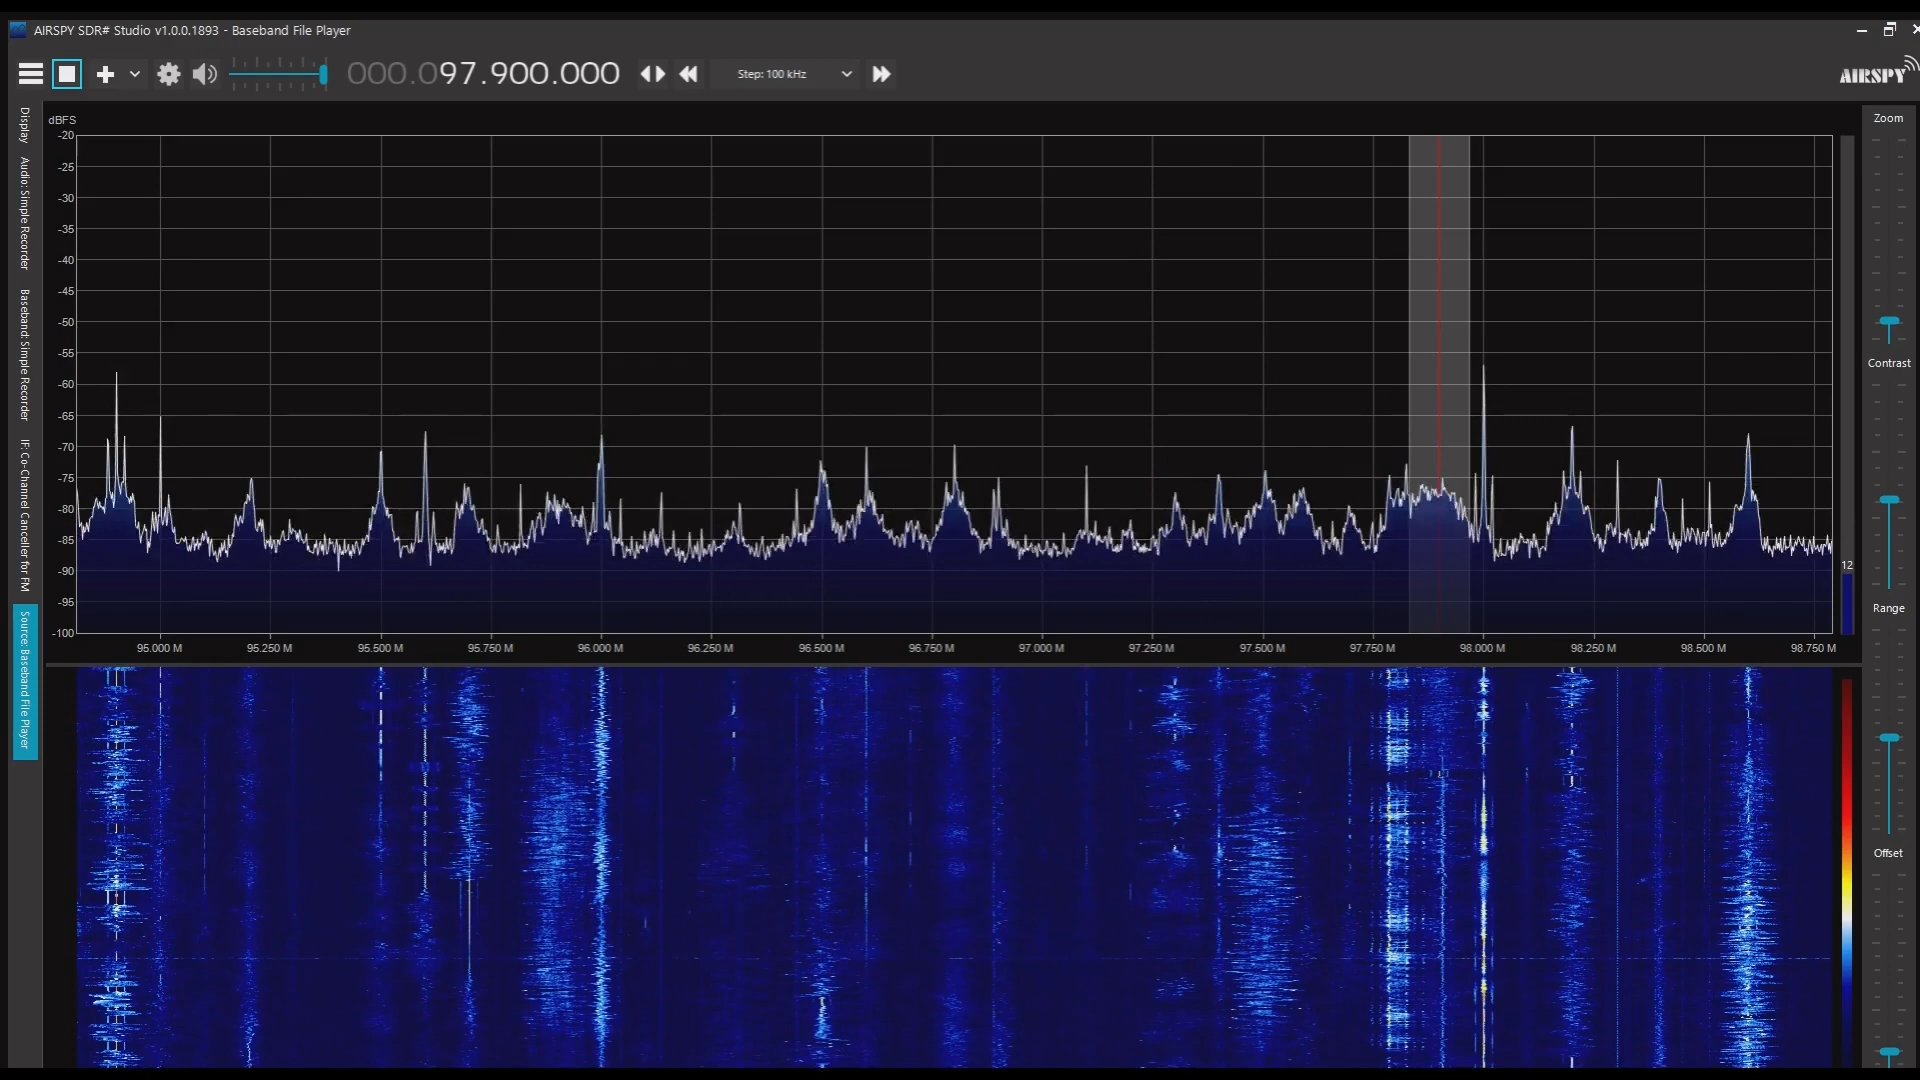 AIRSPY SDR# Studio v1.0.0.1893 - Baseband File Player
000.097.900.000
Step: 100 kHz
AIRSPY
Display
Audio: Simple Recorder
Baseband: Simple Recorder
IF: Co-Channel Canceller for FM
Source: Baseband File Player
dBFS
-20
-25
-30
-35
-40
-45
-50
-55
-60
-65
-70
-75
-80
-85
-90
-95
-100
95.000 M
95.250 M
95.500 M
95.750 M
96.000 M
96.250 M
96.500 M
96.750 M
97.000 M
97.250 M
97.500 M
97.750 M
98.000 M
98.250 M
98.500 M
98.750 M
12
Zoom
Contrast
Range
Offset